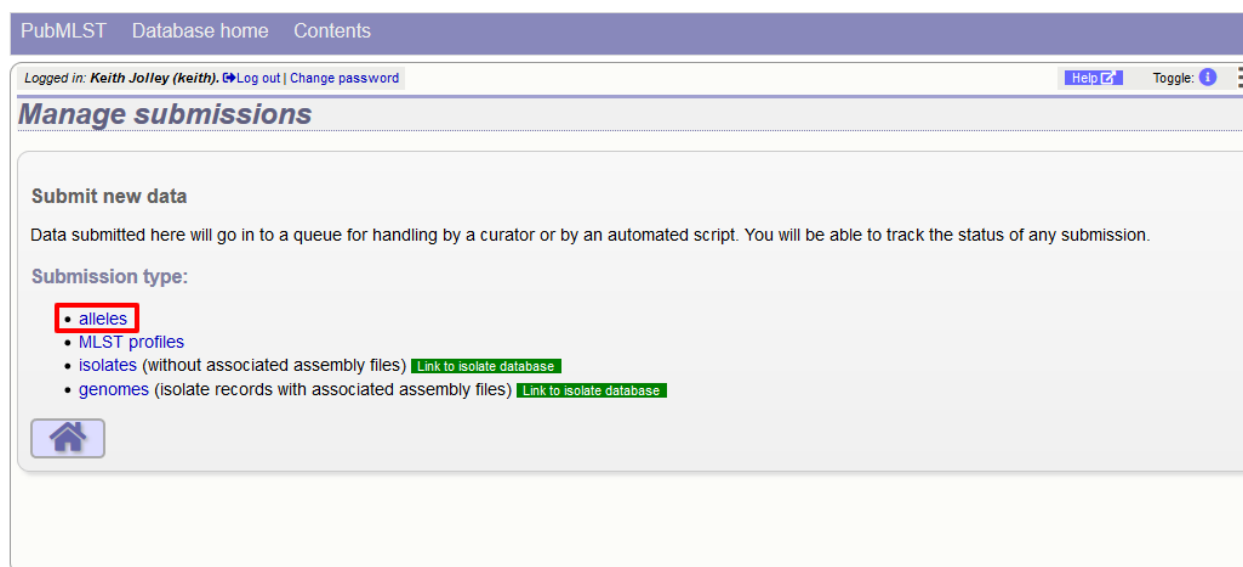 PubMLST Database home Contents
Logged in: Keith Jolley (keith). Log out | Change password Help Toggle:
Manage submissions
Submit new data
Data submitted here will go in to a queue for handling by a curator or by an automated script. You will be able to track the status of any submission.
Submission type:
• alleles
• MLST profiles
• isolates (without associated assembly files) Link to isolate database
• genomes (isolate records with associated assembly files) Link to isolate database